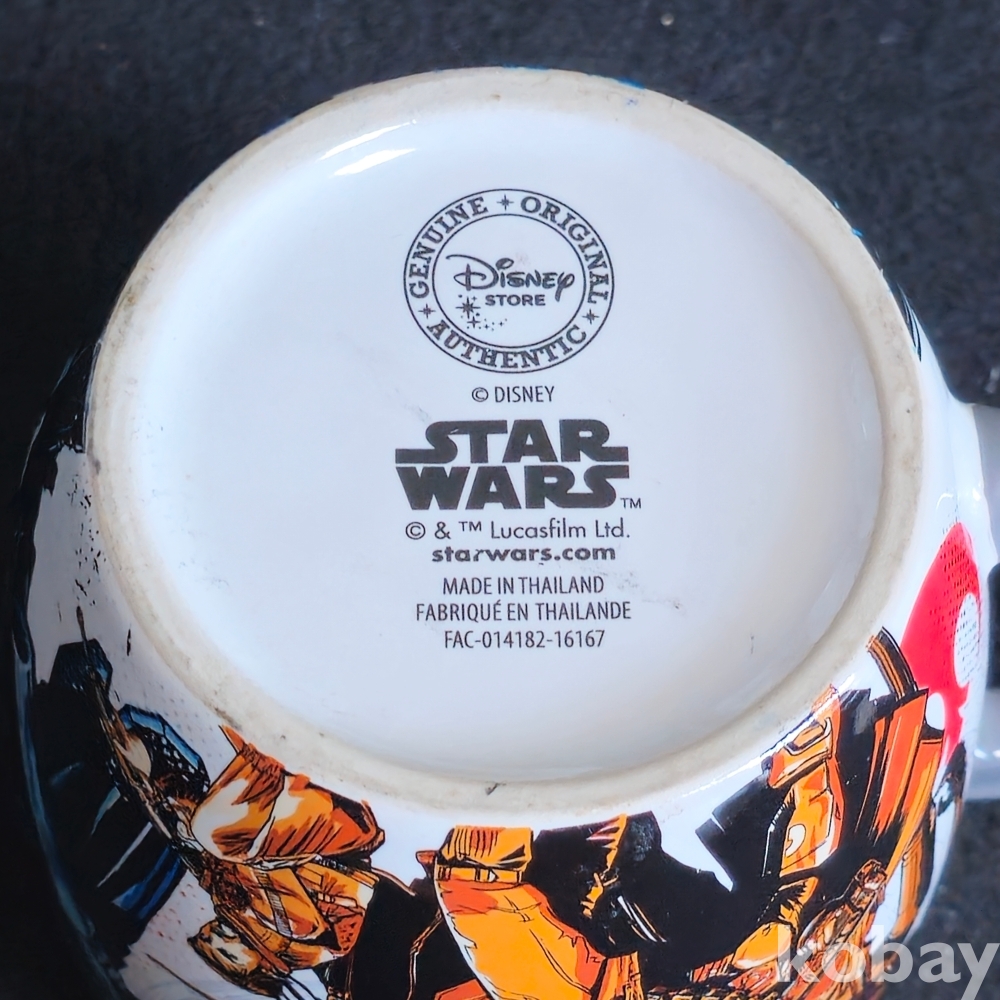 GENUINE ORIGINAL
AUTHENTIC
Disney
STORE
© DISNEY
STAR
WARS™
© & ™ Lucasfilm Ltd.
starwars.com
MADE IN THAILAND
FABRIQUÉ EN THAILANDE
FAC-014182-16167
kobay